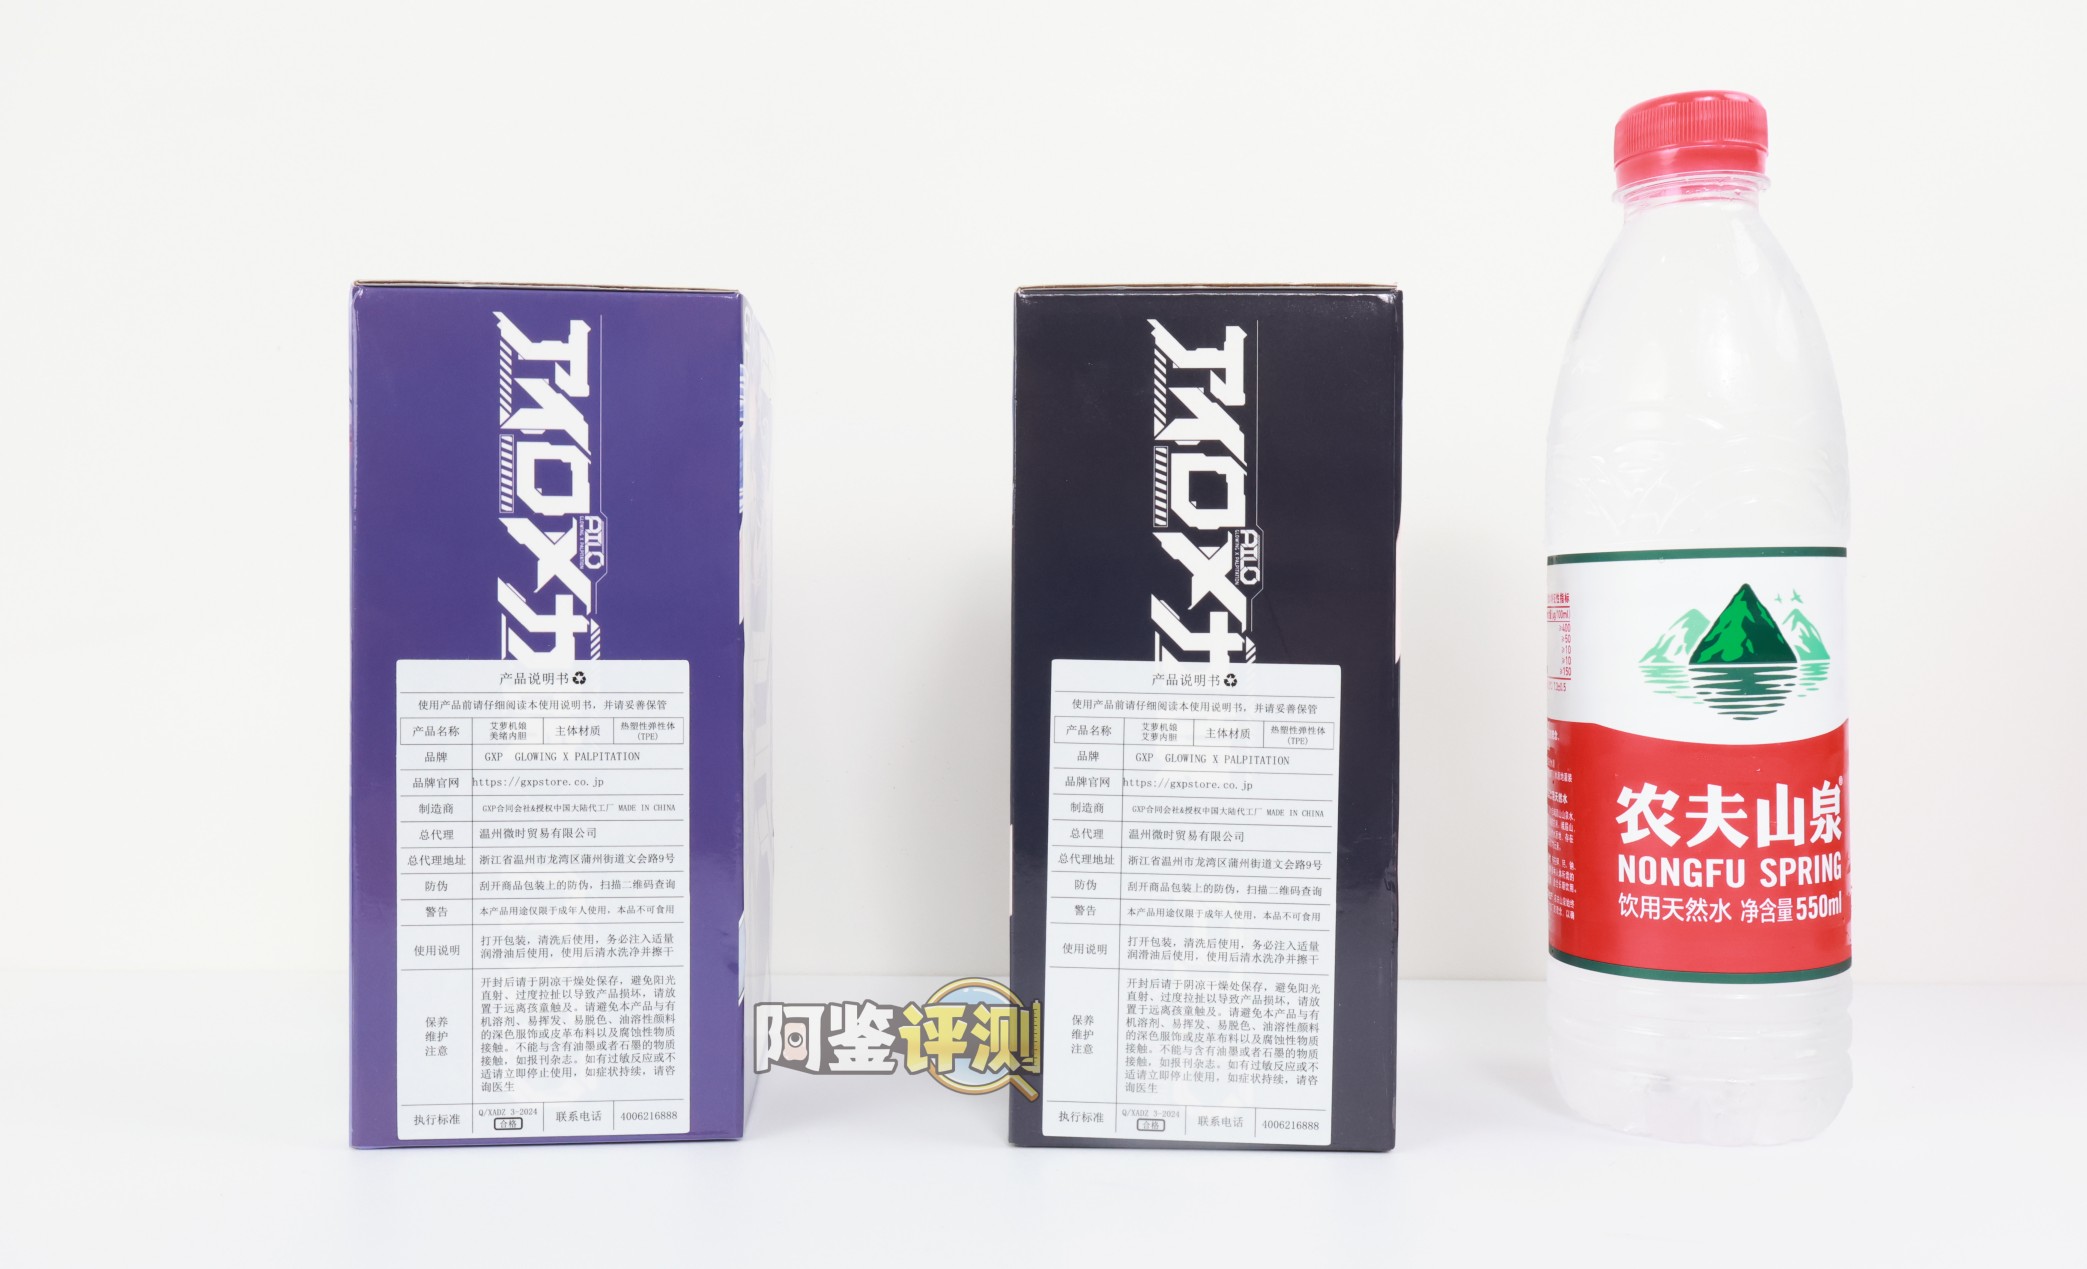 AILO
GLOWING X PALPITATION
产品说明书
使用产品前请仔细阅读本使用说明书，并请妥善保管
产品名称 艾萝机娘 美绪内胆 主体材质 热塑性弹性体 (TPE)
品牌 GXP GLOWING X PALPITATION
品牌官网 https://gxpstore.co.jp
制造商 GXP合同会社&授权中国大陆代工厂 MADE IN CHINA
总代理 温州微时贸易有限公司
总代理地址 浙江省温州市龙湾区蒲州街道文会路9号
防伪 刮开商品包装上的防伪，扫描二维码查询
警告 本产品用途仅限于成年人使用，本品不可食用
使用说明 打开包装，清洗后使用，务必注入适量
润滑油后使用，使用后清水洗净并擦干
保养维护注意 开封后请于阴凉干燥处保存，避免阳光
直射、过度拉扯以导致产品损坏，请放
置于远离孩童触及。请避免本产品与有
机溶剂、易挥发、易脱色、油溶性颜料
的深色服饰或皮革布料以及腐蚀性物质
接触。不能与含有油墨或者石墨的物质
接触，如报刊杂志。如有过敏反应或不
适请立即停止使用，如症状持续，请咨
询医生
执行标准 Q/XADZ 3-2024 合格 联系电话 4006216888
AILO
GLOWING X PALPITATION
产品说明书
使用产品前请仔细阅读本使用说明书，并请妥善保管
产品名称 艾萝机娘 艾萝内胆 主体材质 热塑性弹性体 (TPE)
品牌 GXP GLOWING X PALPITATION
品牌官网 https://gxpstore.co.jp
制造商 GXP合同会社&授权中国大陆代工厂 MADE IN CHINA
总代理 温州微时贸易有限公司
总代理地址 浙江省温州市龙湾区蒲州街道文会路9号
防伪 刮开商品包装上的防伪，扫描二维码查询
警告 本产品用途仅限于成年人使用，本品不可食用
使用说明 打开包装，清洗后使用，务必注入适量
润滑油后使用，使用后清水洗净并擦干
保养维护注意 开封后请于阴凉干燥处保存，避免阳光
直射、过度拉扯以导致产品损坏，请放
置于远离孩童触及。请避免本产品与有
机溶剂、易挥发、易脱色、油溶性颜料
的深色服饰或皮革布料以及腐蚀性物质
接触。不能与含有油墨或者石墨的物质
接触，如报刊杂志。如有过敏反应或不
适请立即停止使用，如症状持续，请咨
询医生
执行标准 Q/XADZ 3-2024 合格 联系电话 4006216888
阿鉴评测
农夫山泉
NONGFU SPRING
饮用天然水 净含量550ml